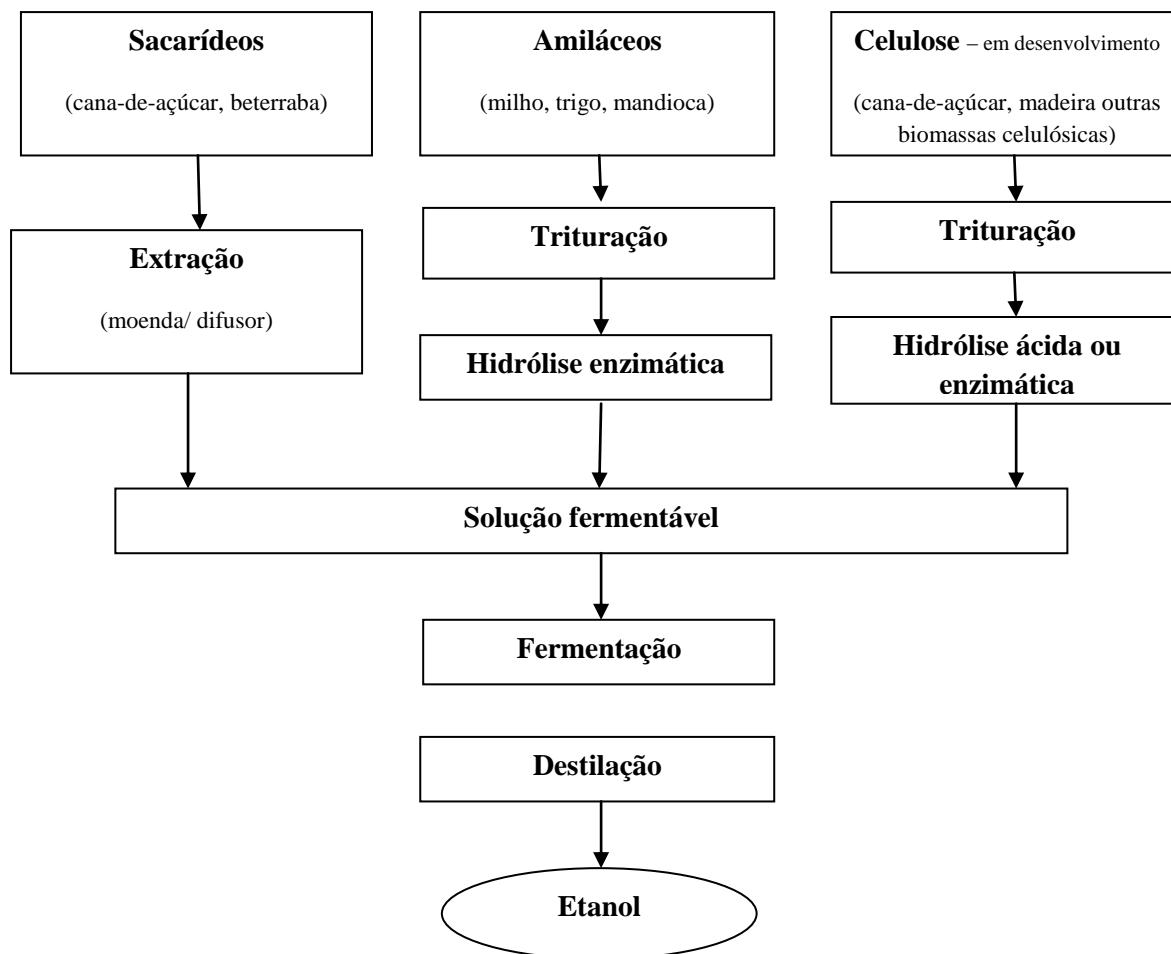 Sacarídeos
(cana-de-açúcar, beterraba)
Amiláceos
(milho, trigo, mandioca)
Celulose – em desenvolvimento
(cana-de-açúcar, madeira outras
biomassas celulósicas)
Extração
(moenda/ difusor)
Trituração
Hidrólise enzimática
Trituração
Hidrólise ácida ou
enzimática
Solução fermentável
Fermentação
Destilação
Etanol